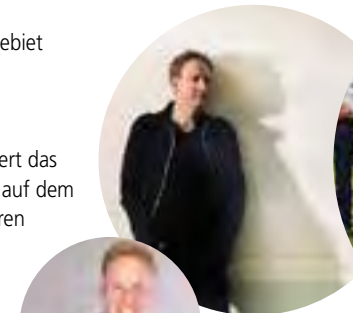 ebiet
ert das
auf dem
ren